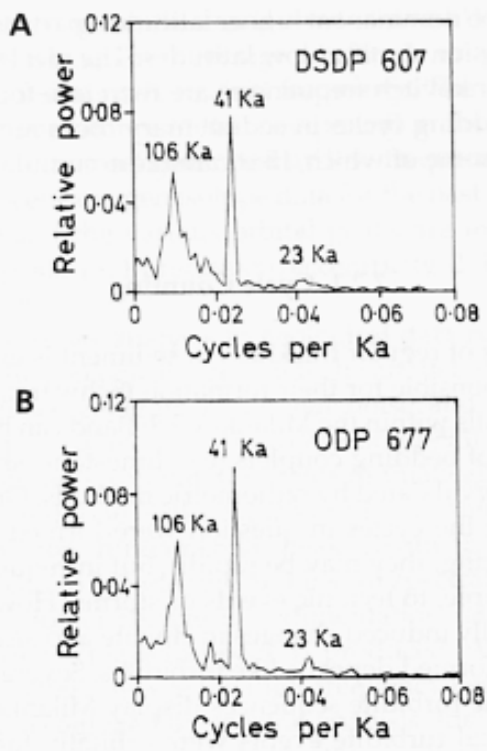 A
0·12
DSDP 607
41 Ka
0·08
106 Ka
0·04
23 Ka
0
0 0·02 0·04 0·06 0·08
Relative power
Cycles per Ka
B
0·12
ODP 677
41 Ka
0·08
106 Ka
0·04
23 Ka
0
0 0·02 0·04 0·06 0·0
Relative power
Cycles per Ka